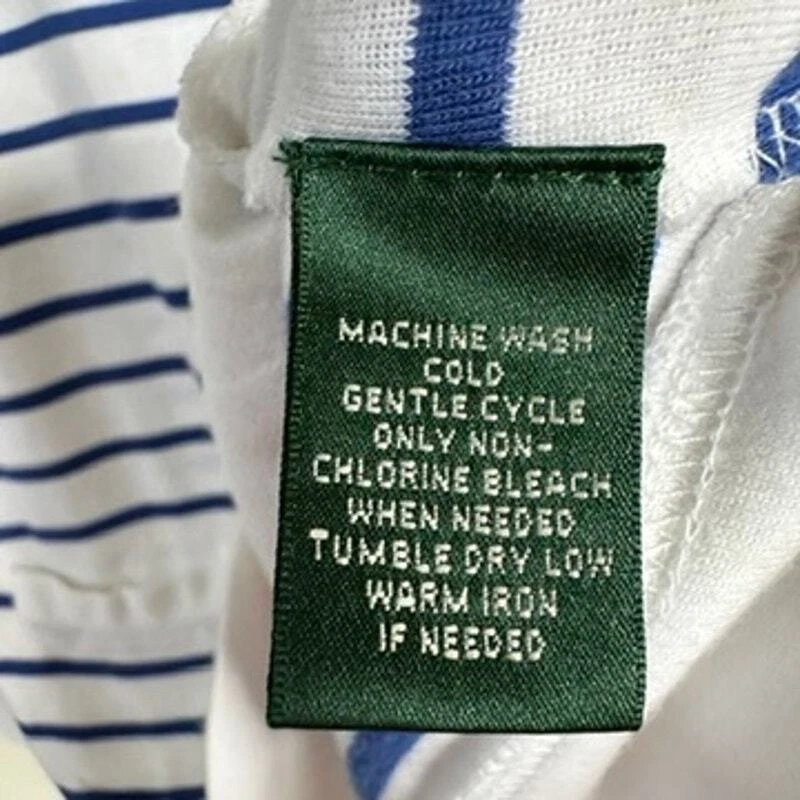 MACHINE WASH
COLD
GENTLE CYCLE
ONLY NON-
CHLORINE BLEACH
WHEN NEEDED
TUMBLE DRY LOW
WARM IRON
IF NEEDED